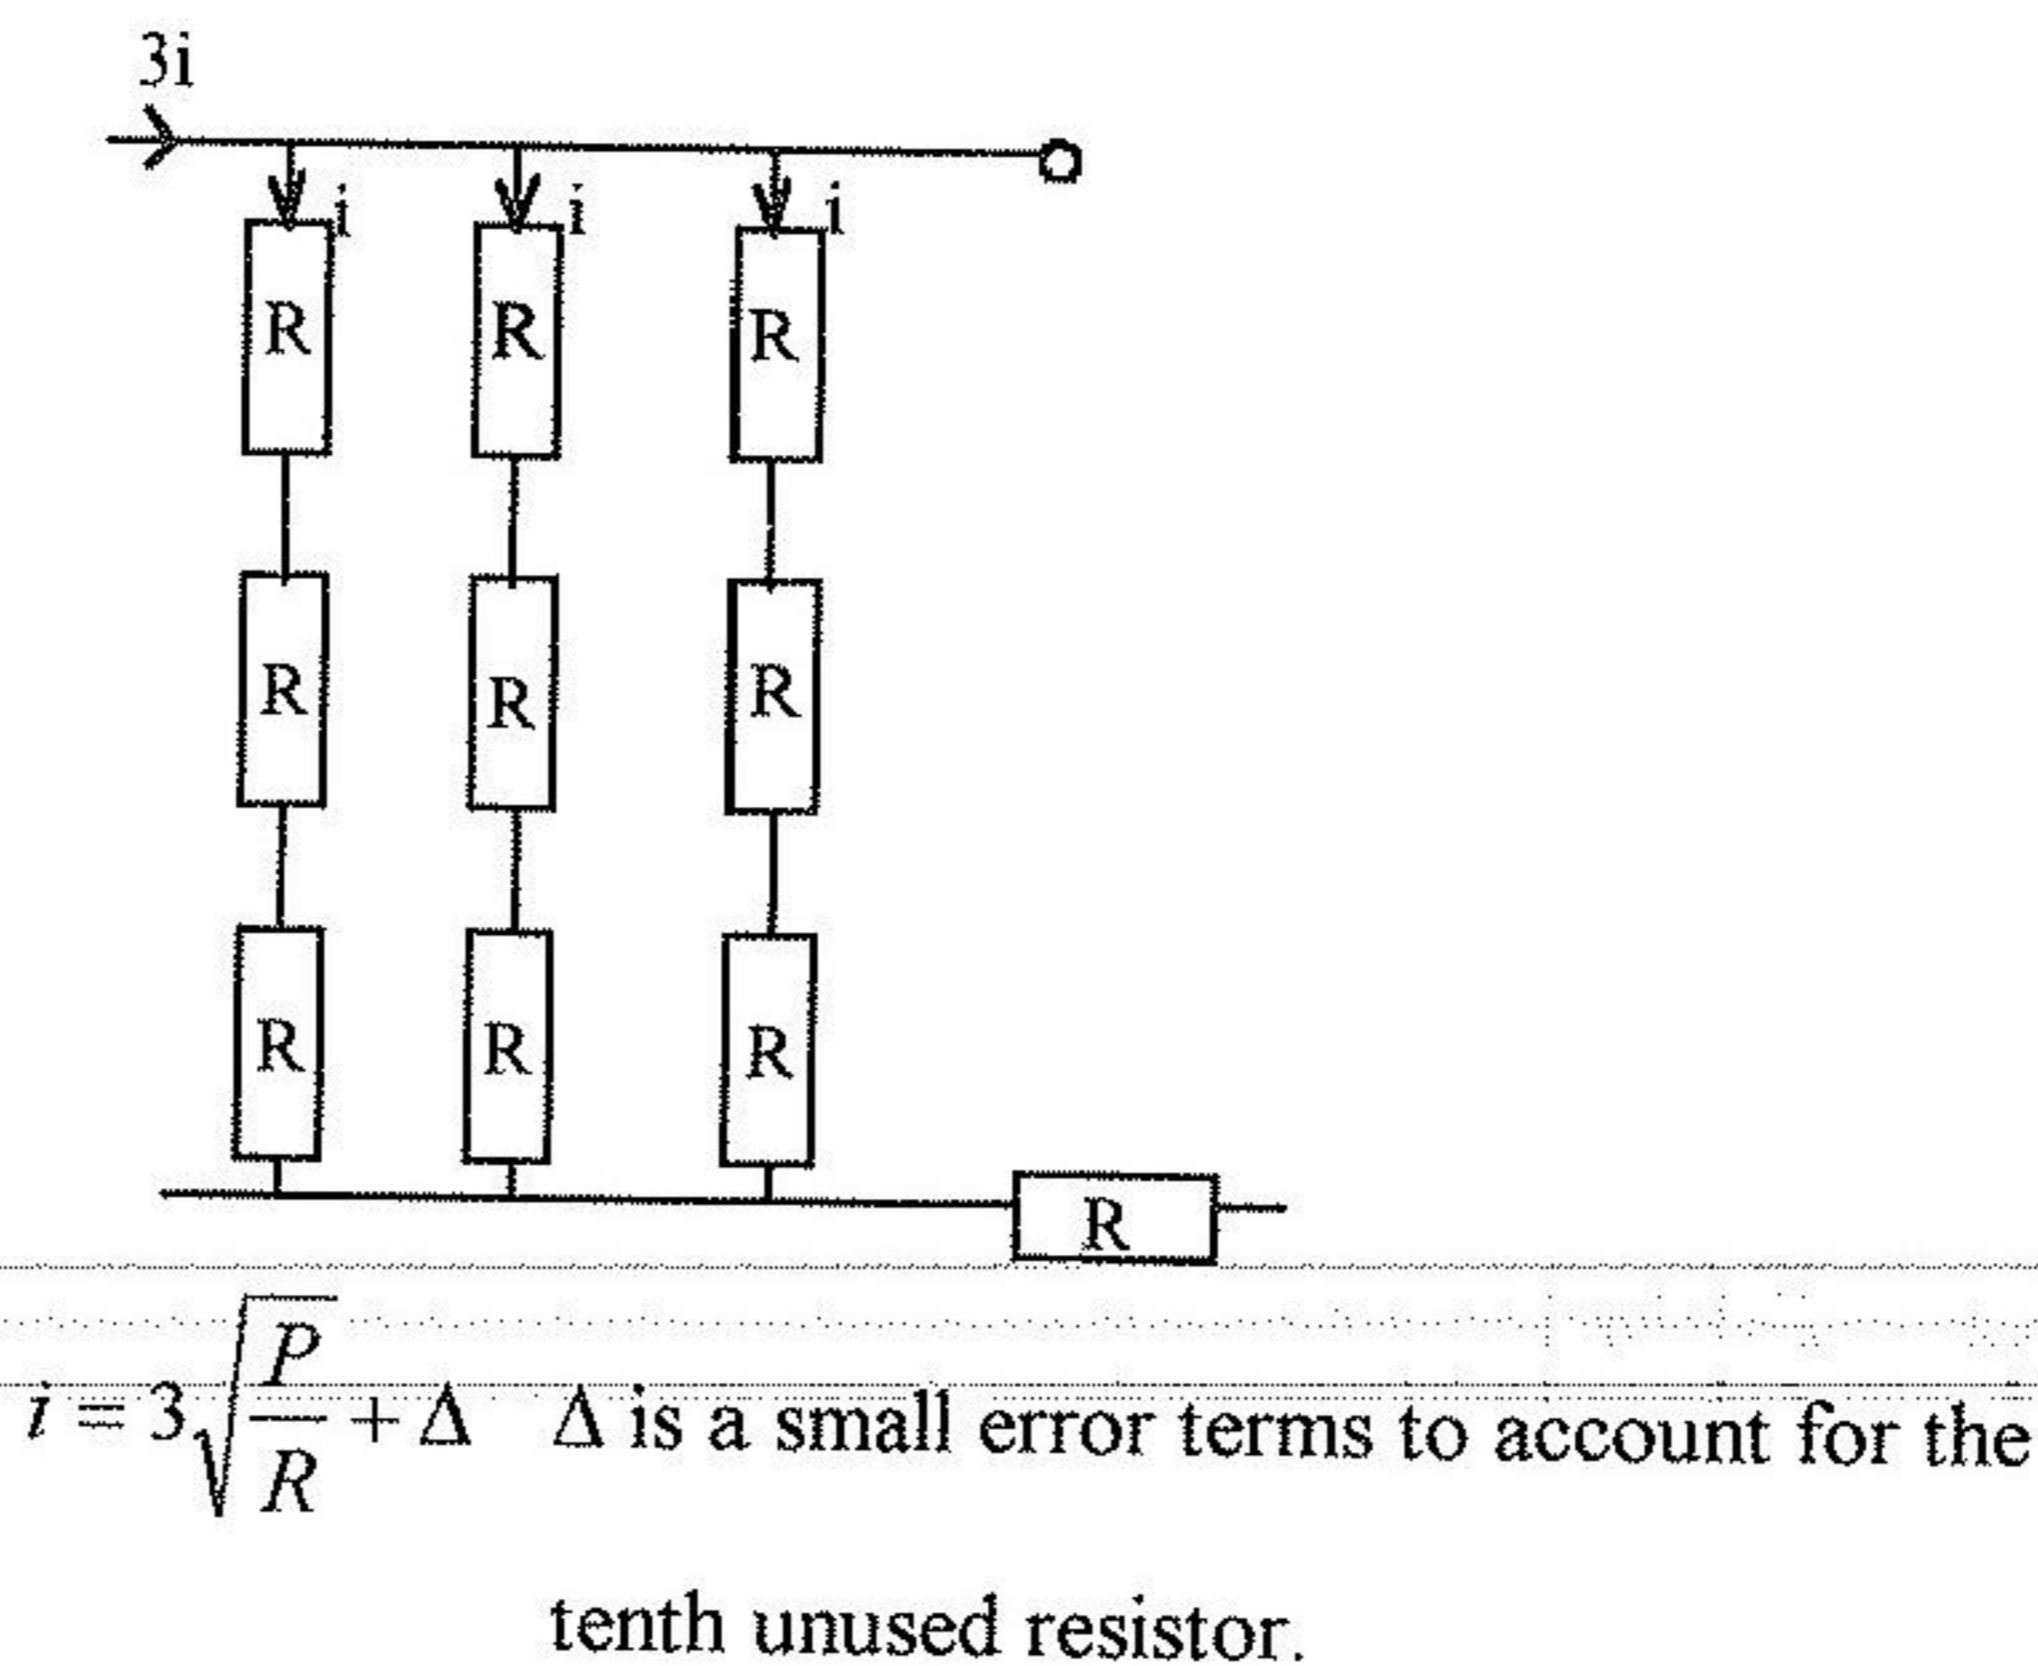 3i
i i i
R R R
R R R
R R R
R
i = 3√(P/R) + Δ Δ is a small error terms to account for the
tenth unused resistor.